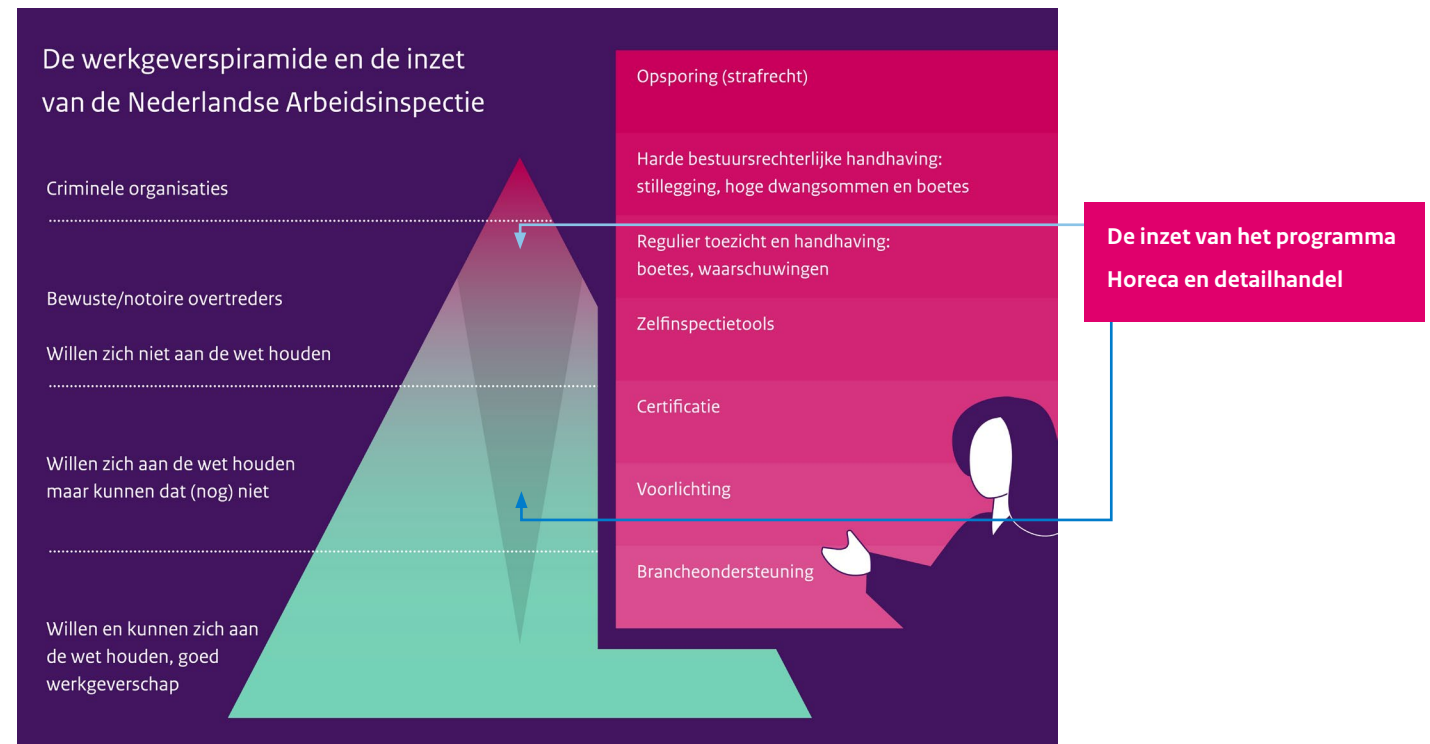 De werkgeverspiramide en de inzet
van de Nederlandse Arbeidsinspectie
Criminele organisaties
Bewuste/notoire overtreders
Willen zich niet aan de wet houden
Willen zich aan de wet houden
maar kunnen dat (nog) niet
Willen en kunnen zich aan
de wet houden, goed
werkgeverschap
Opsporing (strafrecht)
Harde bestuursrechterlijke handhaving:
stillegging, hoge dwangsommen en boetes
Regulier toezicht en handhaving:
boetes, waarschuwingen
Zelfinspectietools
Certificatie
Voorlichting
Brancheondersteuning
De inzet van het programma
Horeca en detailhandel